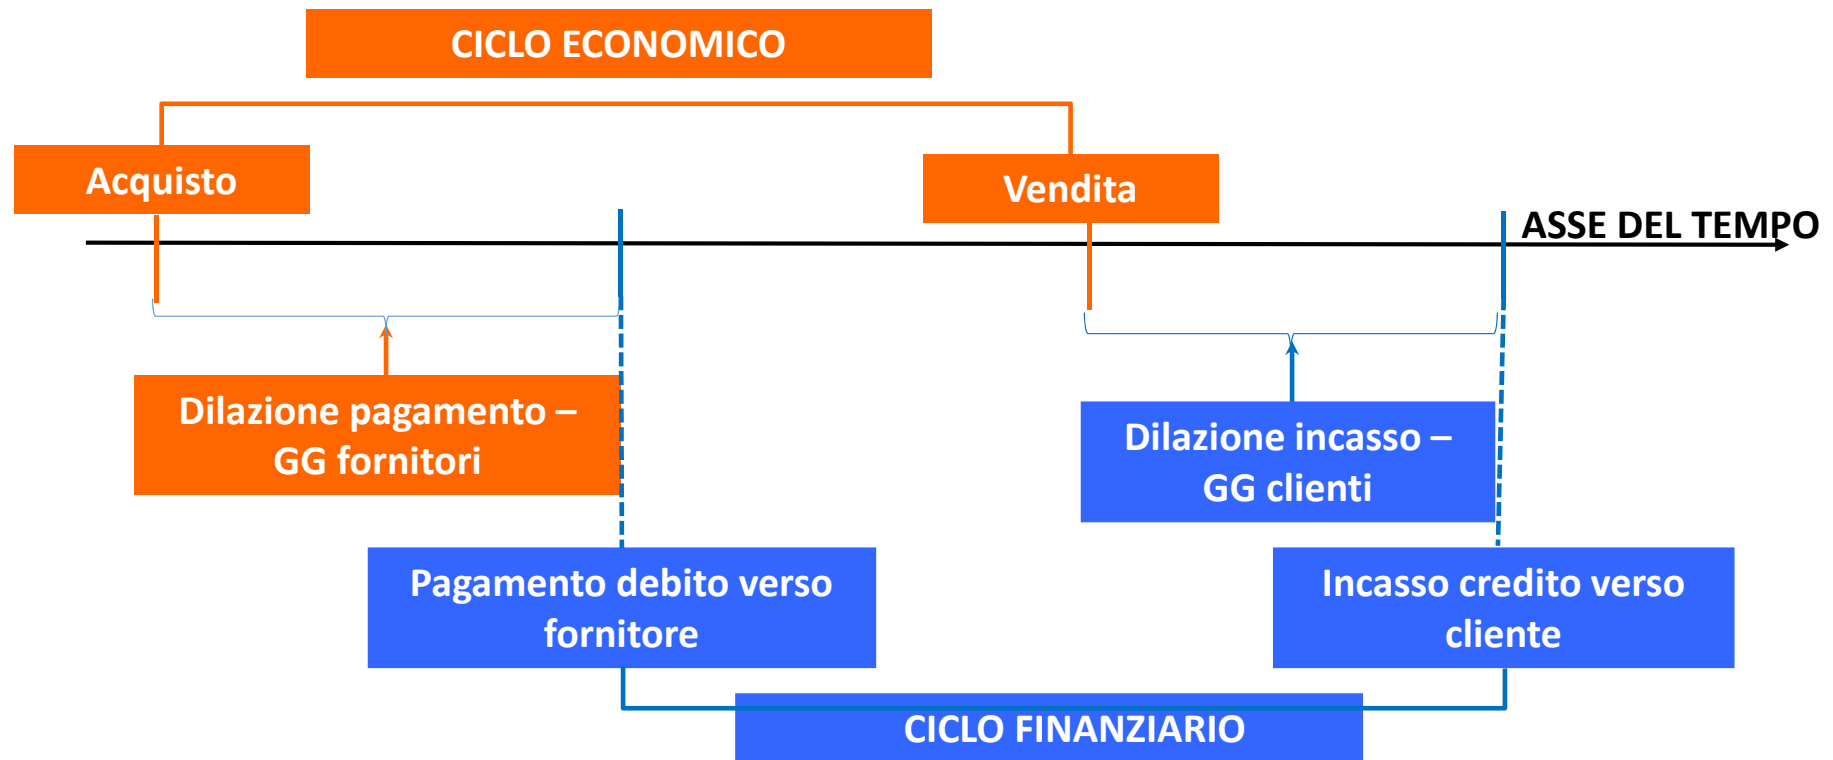 CICLO ECONOMICO
Acquisto
Vendita
ASSE DEL TEMPO
Dilazione pagamento –
GG fornitori
Dilazione incasso –
GG clienti
Pagamento debito verso
fornitore
Incasso credito verso
cliente
CICLO FINANZIARIO